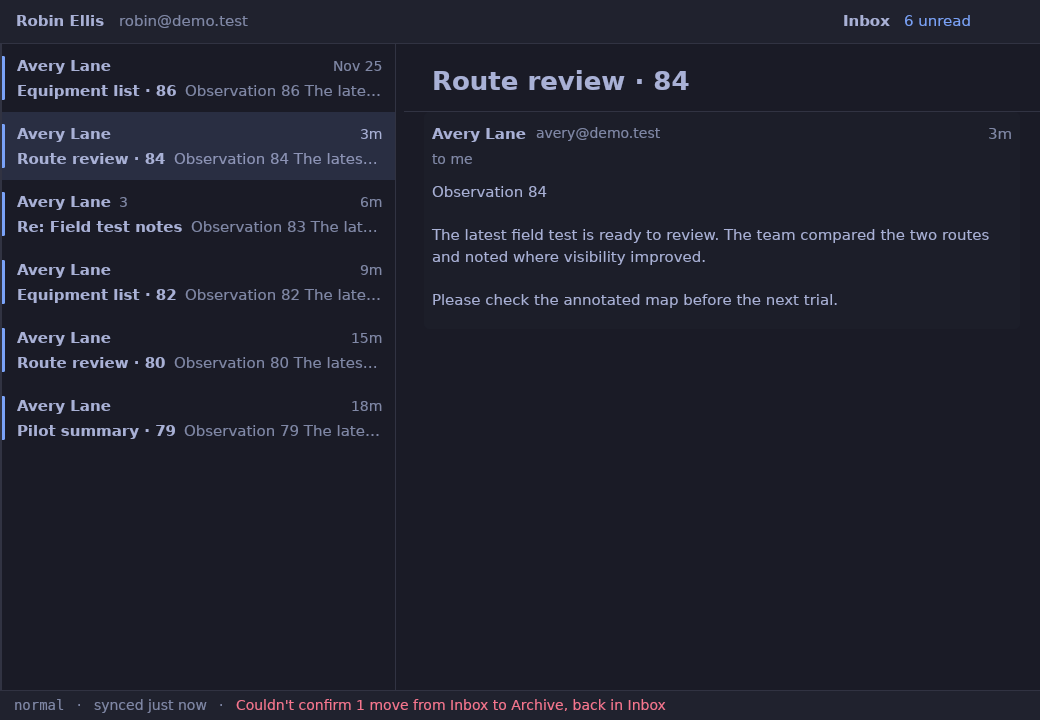 Robin Ellis robin@demo.test
Inbox 6 unread
Avery Lane Nov 25
Equipment list · 86 Observation 86 The late…
Avery Lane 3m
Route review · 84 Observation 84 The lates…
Avery Lane 3 6m
Re: Field test notes Observation 83 The lat…
Avery Lane 9m
Equipment list · 82 Observation 82 The late…
Avery Lane 15m
Route review · 80 Observation 80 The lates…
Avery Lane 18m
Pilot summary · 79 Observation 79 The late…
Route review · 84
Avery Lane avery@demo.test 3m
to me
Observation 84
The latest field test is ready to review. The team compared the two routes
and noted where visibility improved.
Please check the annotated map before the next trial.
normal · synced just now · Couldn't confirm 1 move from Inbox to Archive, back in Inbox